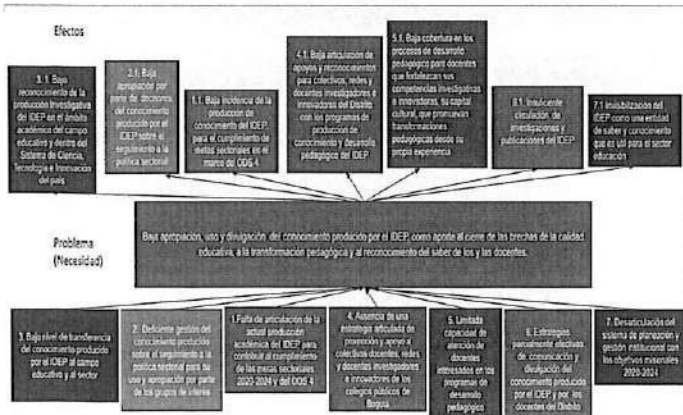 Efectos
3. 1. Bajo
reconocimiento de la
producción Investigativa
del IDEP en el ámbito
académico del campo
educativo y dentro del
Sistema de Ciencia,
Tecnología e Innovación
del país
2.1. Baja
apropiación por
parte de
del conocimiento
producido por el
IDEP sobre el
seguimiento a la
política sectorial
1.1. Baja incidencia de la
producción de
conocimiento del IDEP
para el cumplimiento de
metas sectoriales en el
marco del ODS 4
4.1. Baja articulación de
apoyos y reconocimientos
para colectivos, redes y
docentes investigadores e
innovadores del Distrito
con los programas de
producción de
conocimiento y desarrollo
pedagógico del IDEP
5.1. Baja cobertura en los
procesos de desarrollo
pedagógico para docentes
que fortalezcan sus
competencias investigativas
e innovadoras, su capital
cultural, que promuevan
transformaciones
pedagógicas desde su
propia experiencia
6.1. Insuficiente
circulación de
investigaciones y
publicaciones del IDEP
7.1 Invisibilización del
IDEP como una entidad
de saber y conocimiento
que es útil para el sector
educación
Problema
(Necesidad)
Baja apropiación, uso y divulgación del conocimiento producido por el IDEP, como aporte al cierre de las brechas de la calidad
educativa, a la transformación pedagógica y al reconocimiento del saber de los y las docentes.
3. Bajo nivel de transferencia
del conocimiento producido
por el IDEP al campo
educativo y al sector
2. Deficiente gestión del
conocimiento producido
sobre el seguimiento a la
política sectorial para su
uso y apropiación por parte
de los grupos de interés
1.Falta de articulación de la
actual producción
académica del IDEP para
contribuir al cumplimiento
de las metas sectoriales
2020-2024 y del ODS 4
4. Ausencia de una
estrategia articulada de
promoción y apoyo a
colectivos docentes, redes
y docentes investigadores
e innovadores de los
colegios públicos de
Bogotá
5. Limitada
capacidad de
atención de
docentes
interesados en los
programas de
desarrollo
pedagógico
6. Estrategias
parcialmente efectivas
de comunicación y
divulgación del
conocimiento producido
por el IDEP y por los
docentes del Distrito
7. Desarticulación del
sistema de planeación y
gestión institucional con
los objetivos misionales
2020-2024